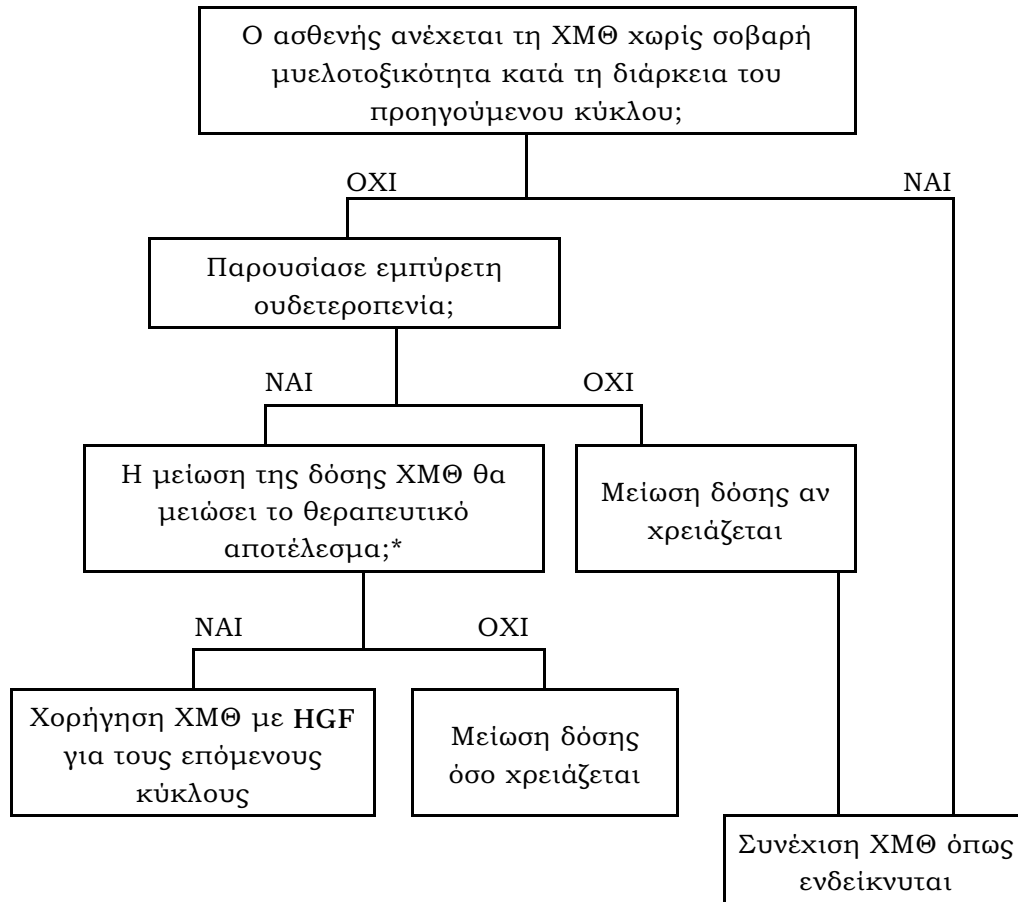 Ο ασθενής ανέχεται τη ΧΜΘ χωρίς σοβαρή
μυελοτοξικότητα κατά τη διάρκεια του
προηγούμενου κύκλου;
ΟΧΙ
ΝΑΙ
Παρουσίασε εμπύρετη
ουδετεροπενία;
ΝΑΙ
ΟΧΙ
Η μείωση της δόσης ΧΜΘ θα
μειώσει το θεραπευτικό
αποτέλεσμα;*
Μείωση δόσης αν
χρειάζεται
ΝΑΙ
ΟΧΙ
Χορήγηση ΧΜΘ με HGF
για τους επόμενους
κύκλους
Μείωση δόσης
όσο χρειάζεται
Συνέχιση ΧΜΘ όπως
ενδείκνυται